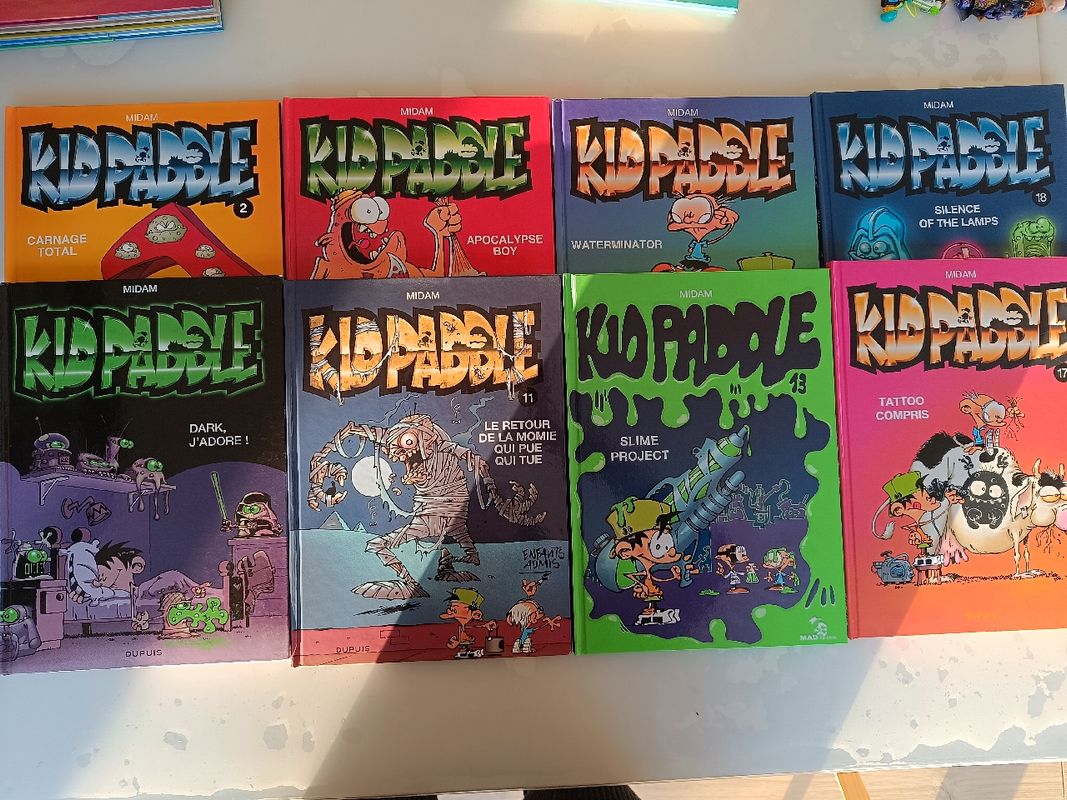 MIDAM
KID PADDLE
2
CARNAGE
TOTAL
MIDAM
KID PADDLE
APOCALYPSE
BOY
MIDAM
KID PADDLE
WATERMINATOR
MIDAM
KID PADDLE
18
SILENCE
OF THE LAMPS
MIDAM
KID PADDLE
DARK,
J'ADORE !
DUPUIS
MIDAM
KID PADDLE
11
LE RETOUR
DE LA MOMIE
QUI PUE
QUI TUE
ENFANTS
ADMIS
DUPUIS
MIDAM
KID PADDLE
13
SLIME
PROJECT
MAD
MIDAM
KID PADDLE
17
TATTOO
COMPRIS
DUPUIS